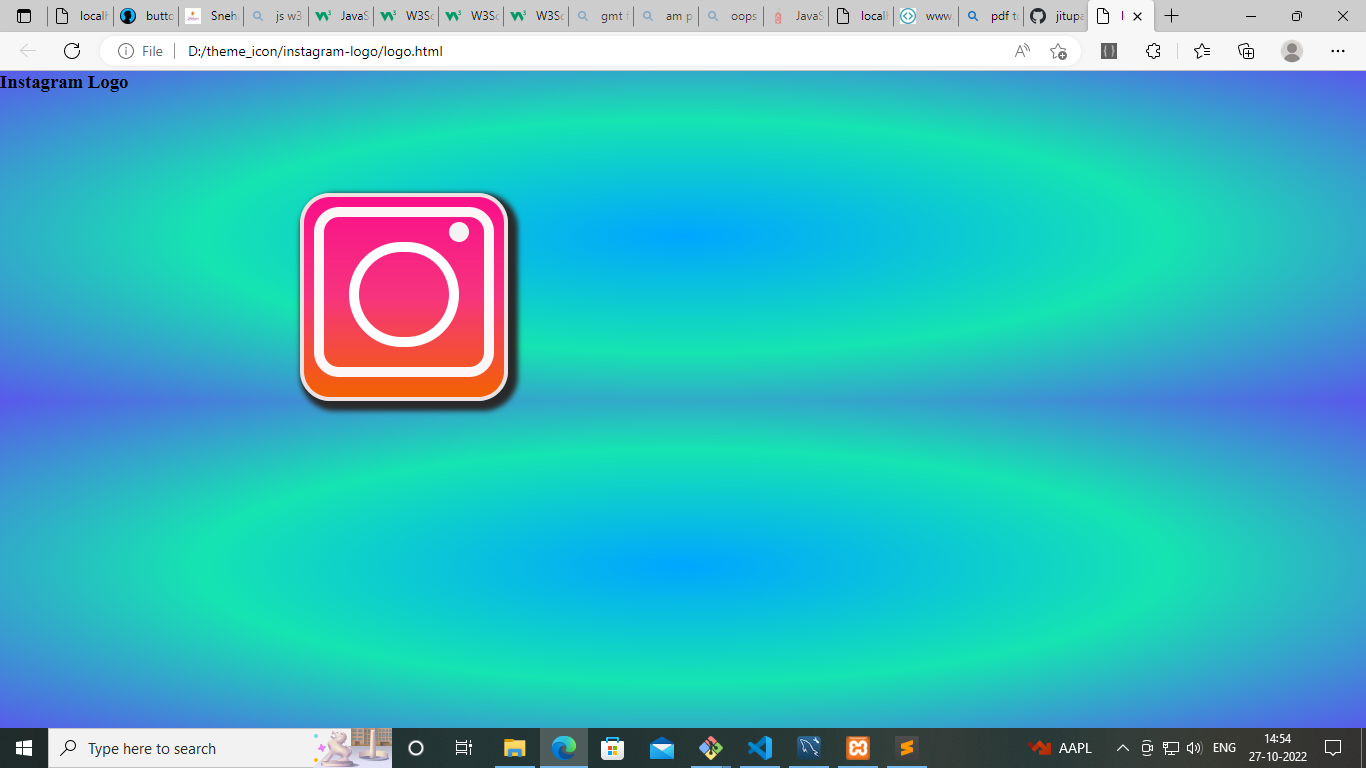 localh
butto
Sneha
js w3
JavaS
W3Sc
W3Sc
W3Sc
gmt f
am p
oops
JavaS
localh
www.
pdf t
jitupa
File
D:/theme_icon/instagram-logo/logo.html
Instagram Logo
Type here to search
AAPL
ENG
14:54
27-10-2022